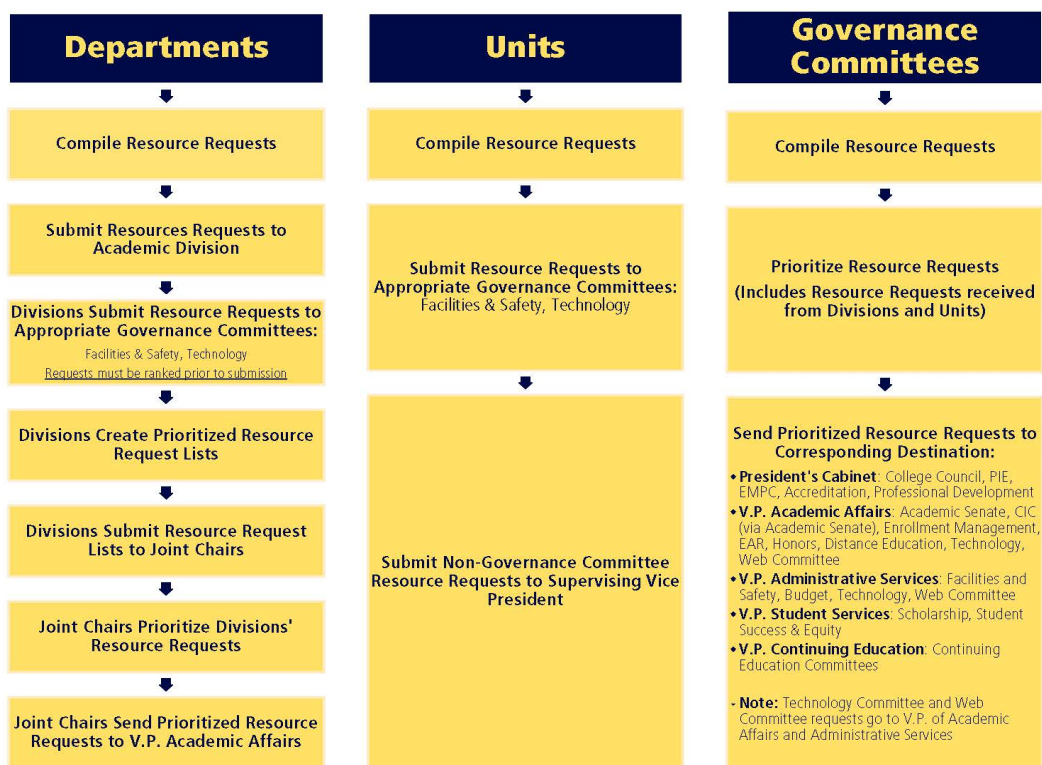 Departments
Compile Resource Requests
Submit Resources Requests to
Academic Division
Divisions Submit Resource Requests to
Appropriate Governance Committees:
Facilities & Safety, Technology
Requests must be ranked prior to submission
Divisions Create Prioritized Resource
Request Lists
Divisions Submit Resource Request
Lists to Joint Chairs
Joint Chairs Prioritize Divisions'
Resource Requests
Joint Chairs Send Prioritized Resource
Requests to V.P. Academic Affairs
Units
Compile Resource Requests
Submit Resource Requests to
Appropriate Governance Committees:
Facilities & Safety, Technology
Submit Non-Governance Committee
Resource Requests to Supervising Vice
President
Governance
Committees
Compile Resource Requests
Prioritize Resource Requests
(Includes Resource Requests received
from Divisions and Units)
Send Prioritized Resource Requests to
Corresponding Destination:
President's Cabinet: College Council, PIE,
EMPC, Accreditation, Professional Development
V.P. Academic Affairs: Academic Senate, CIC
(via Academic Senate), Enrollment Management,
EAR, Honors, Distance Education, Technology,
Web Committee
V.P. Administrative Services: Facilities and
Safety, Budget, Technology, Web Committee
V.P. Student Services: Scholarship, Student
Success & Equity
V.P. Continuing Education: Continuing
Education Committees
Note: Technology Committee and Web
Committee requests go to V.P. of Academic
Affairs and Administrative Services